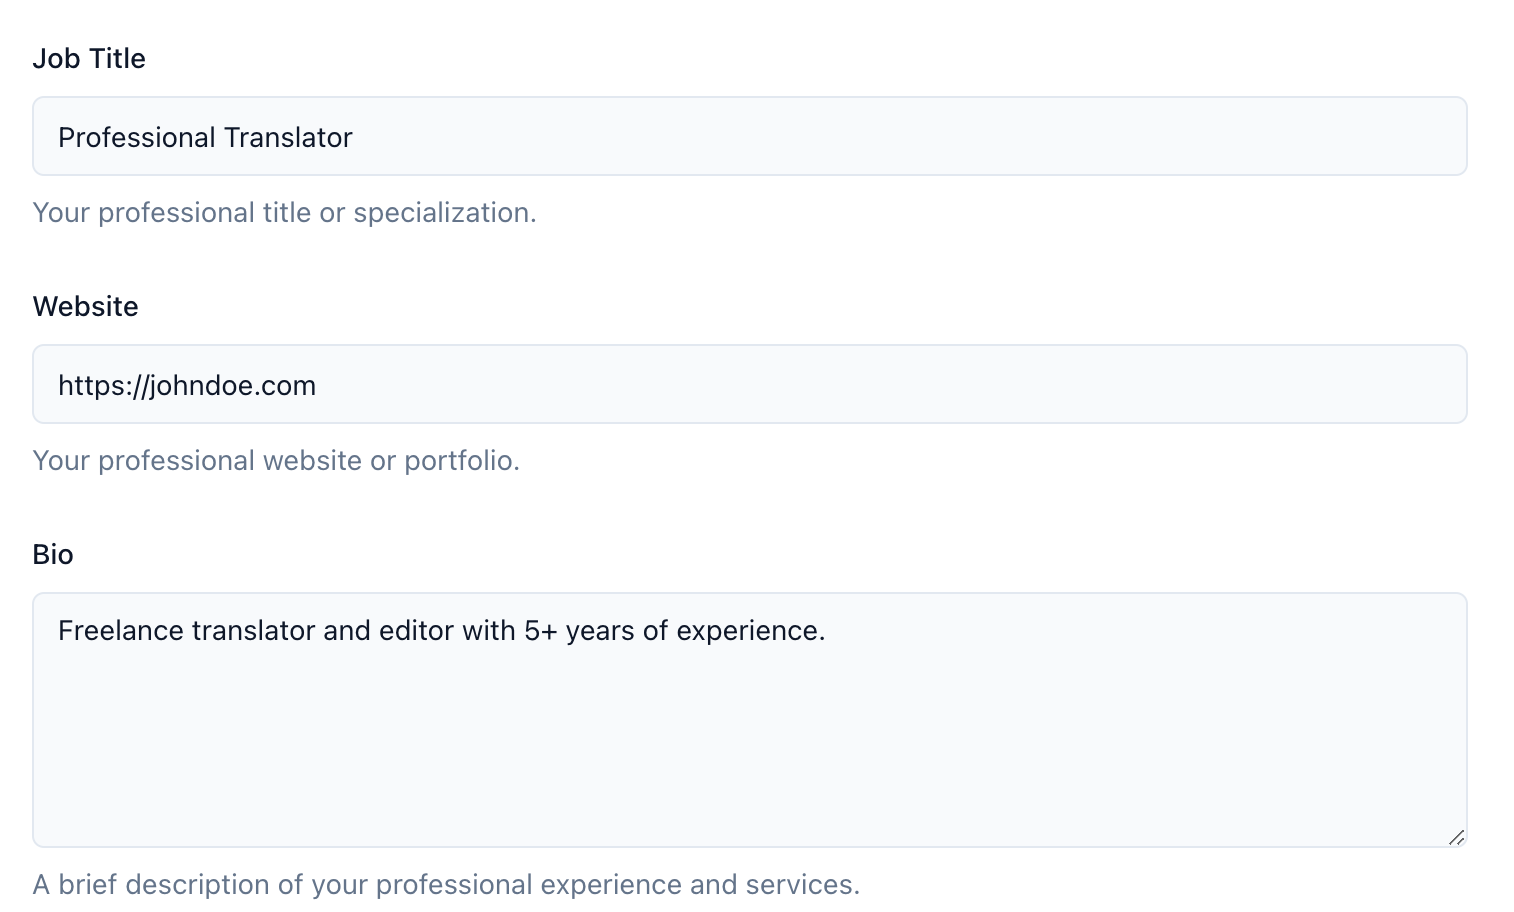 Job Title
Professional Translator
Your professional title or specialization.
Website
https://johndoe.com
Your professional website or portfolio.
Bio
Freelance translator and editor with 5+ years of experience.
A brief description of your professional experience and services.